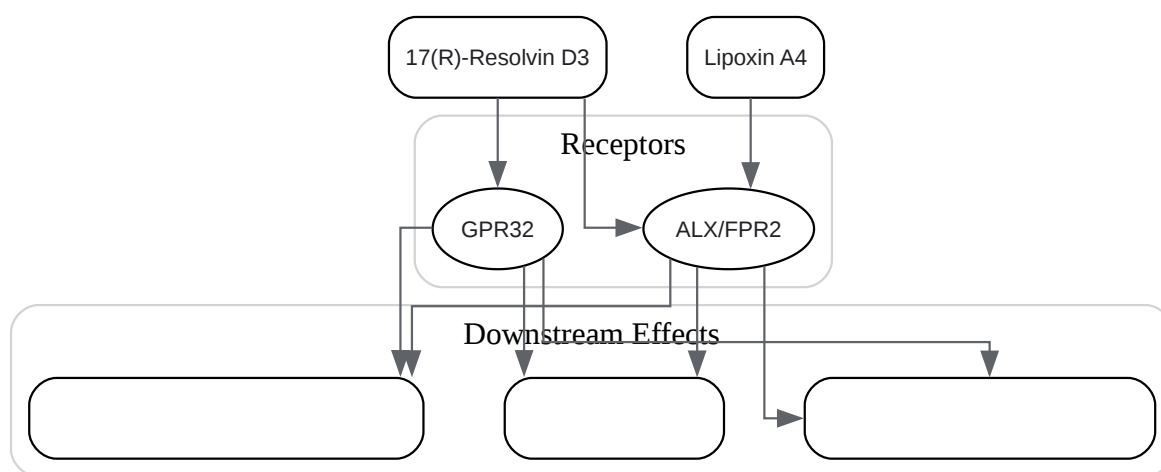 17(R)-Resolvin D3
Lipoxin A4
Receptors
GPR32
ALX/FPR2
Downstream Effects